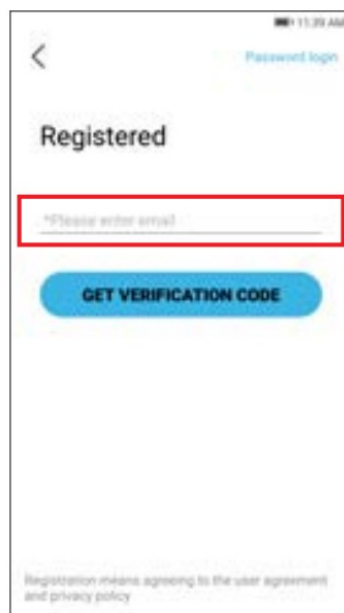 11:39 AM
Password login
Registered
*Please enter email
GET VERIFICATION CODE
Registration means agreeing to the user agreement
and privacy policy